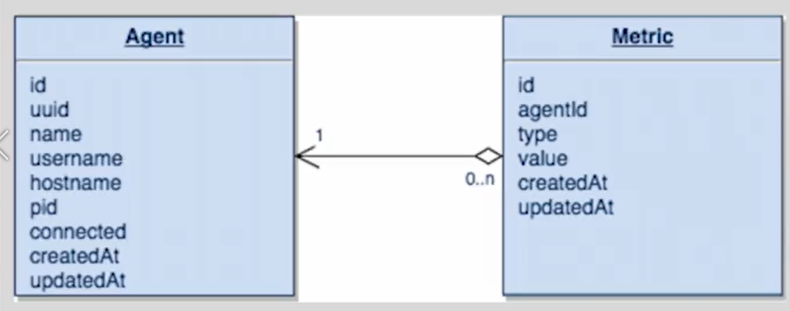 Agent
id
uuid
name
username
hostname
pid
connected
createdAt
updatedAt
1
0..n
Metric
id
agentId
type
value
createdAt
updatedAt